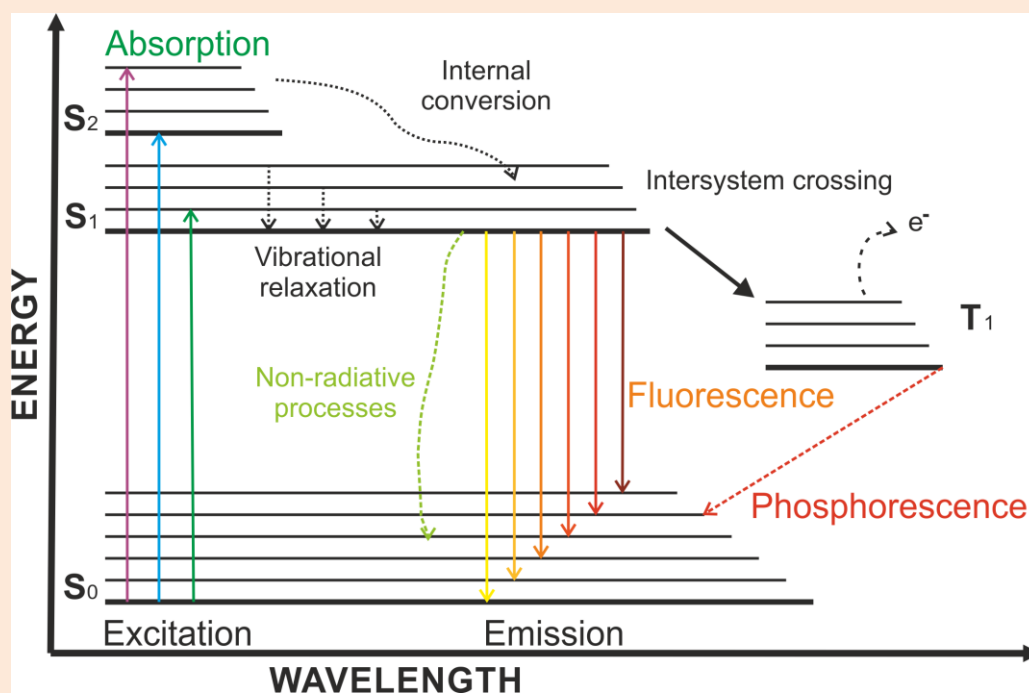 Absorption
Internal
conversion
S2
Intersystem crossing
S1
e-
Vibrational
relaxation
T1
ENERGY
Non-radiative
processes
Fluorescence
Phosphorescence
S0
Excitation
Emission
WAVELENGTH